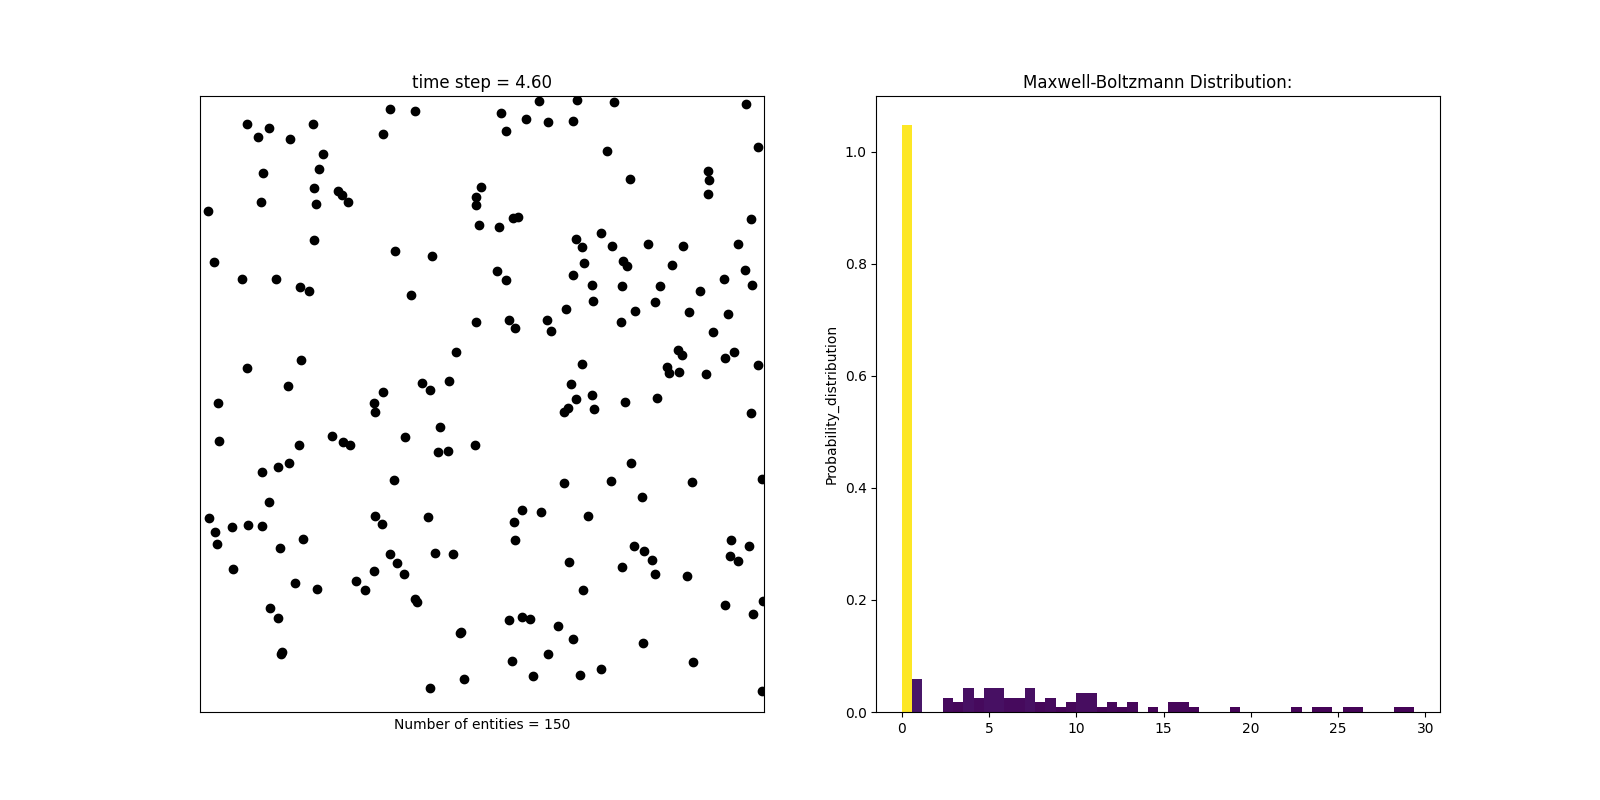 time step = 4.60
Number of entities = 150
Maxwell-Boltzmann Distribution:
Probability_distribution
1.0
0.8
0.6
0.4
0.2
0.0
0 5 10 15 20 25 30